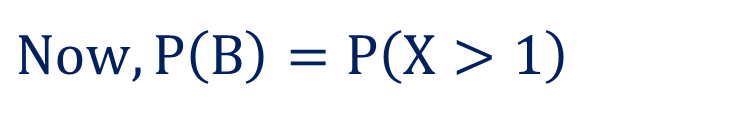 Now, P(B) = P(X > 1)